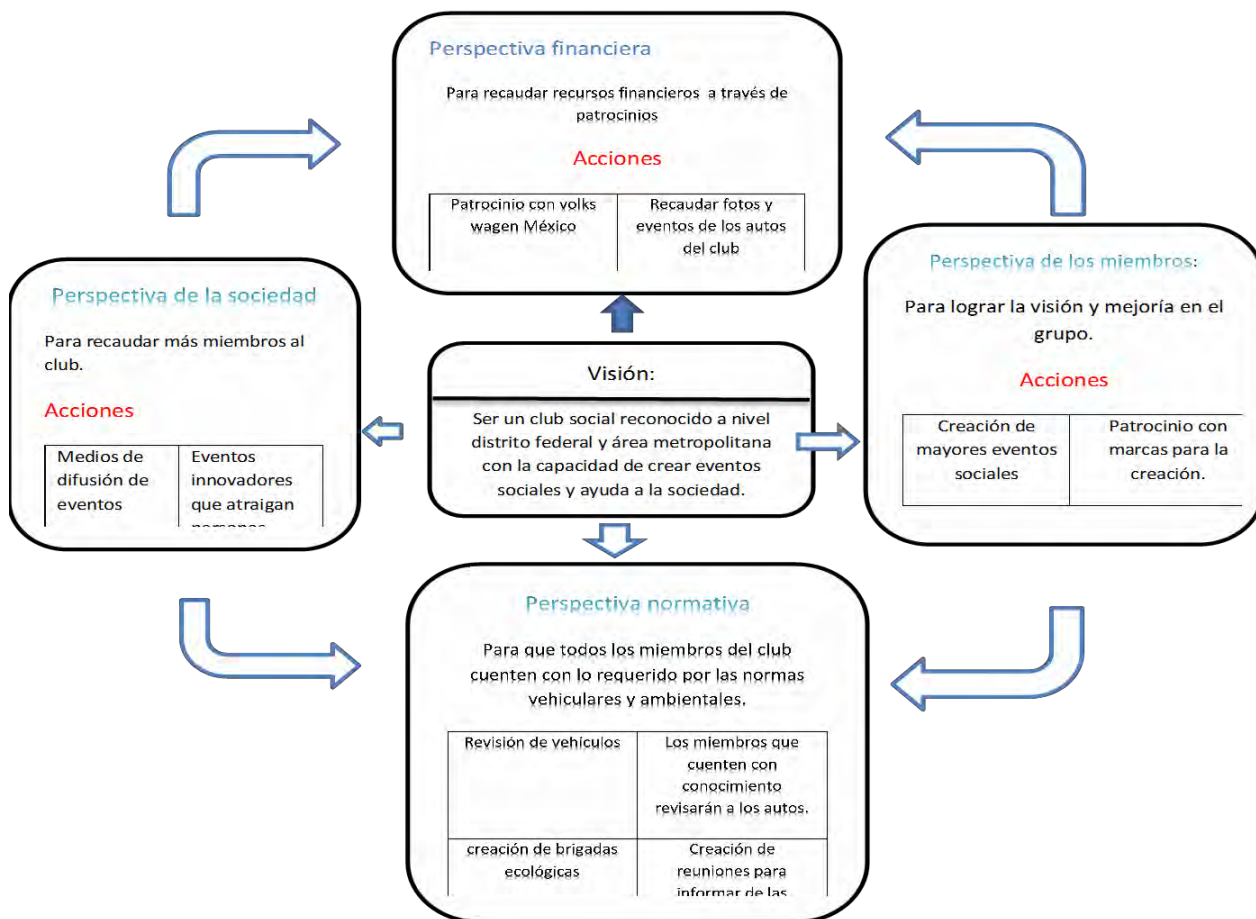 Perspectiva financiera
Para recaudar recursos financieros a través de
patrocinios
Acciones
Patrocinio con volks
wagen México
Recaudar fotos y
eventos de los autos
del club
Perspectiva de la sociedad
Para recaudar más miembros al
club.
Acciones
Medios de
difusión de
eventos
Eventos
innovadores
que atraigan
Visión:
Ser un club social reconocido a nivel
distrito federal y área metropolitana
con la capacidad de crear eventos
sociales y ayuda a la sociedad.
Perspectiva de los miembros:
Para lograr la visión y mejoría en el
grupo.
Acciones
Creación de
mayores eventos
sociales
Patrocinio con
marcas para la
creación.
Perspectiva normativa
Para que todos los miembros del club
cuenten con lo requerido por las normas
vehiculares y ambientales.
Revisión de vehículos
Los miembros que
cuenten con
conocimiento
revisarán a los autos.
creación de brigadas
ecológicas
Creación de
reuniones para
informar de las